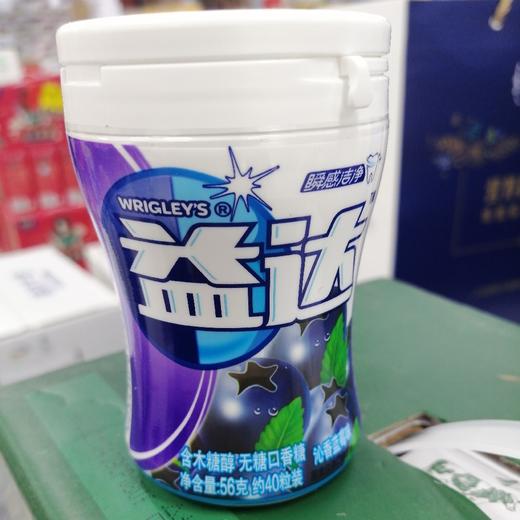 瞬感洁净
WRIGLEY'S®
益达
含木糖醇 无糖口香糖 沁香蓝莓
净含量:56克(约40粒装)